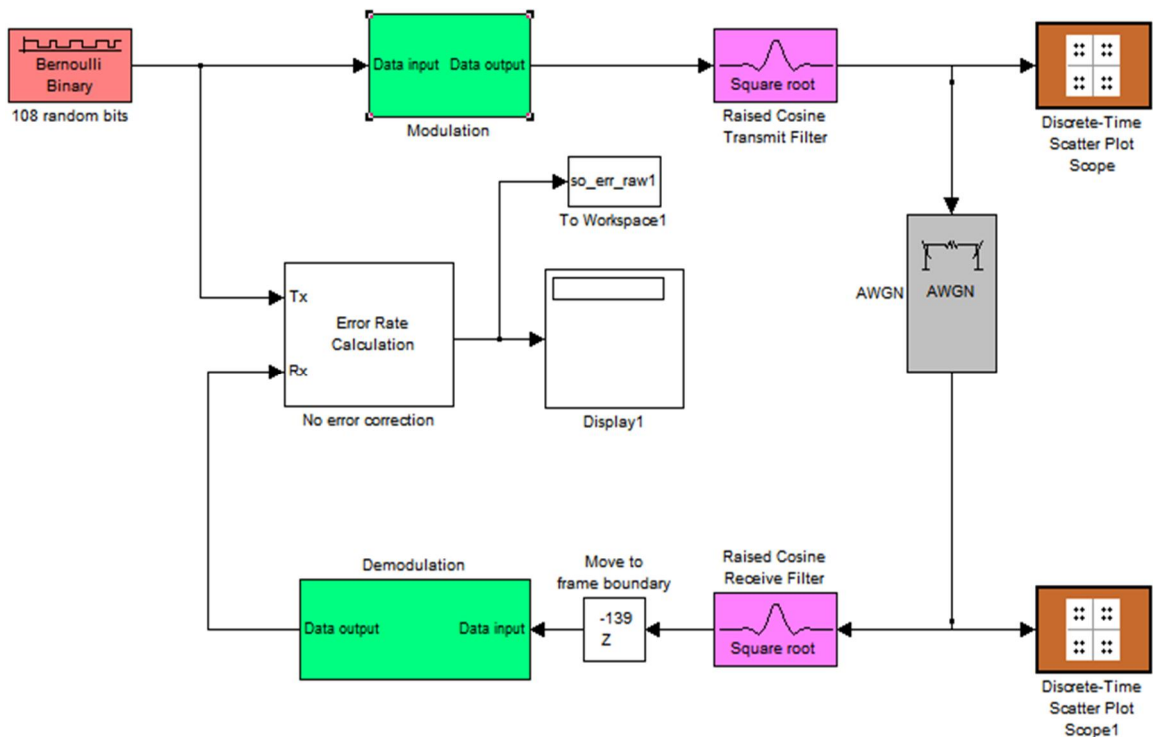 Bernoulli
Binary
108 random bits
Data input
Data output
Modulation
Square root
Raised Cosine
Transmit Filter
Discrete-Time
Scatter Plot
Scope
so_err_raw1
To Workspace1
Tx
Error Rate
Calculation
Rx
No error correction
Display1
AWGN
AWGN
Demodulation
Data output
Data input
Move to
frame boundary
-139
Z
Raised Cosine
Receive Filter
Square root
Discrete-Time
Scatter Plot
Scope1